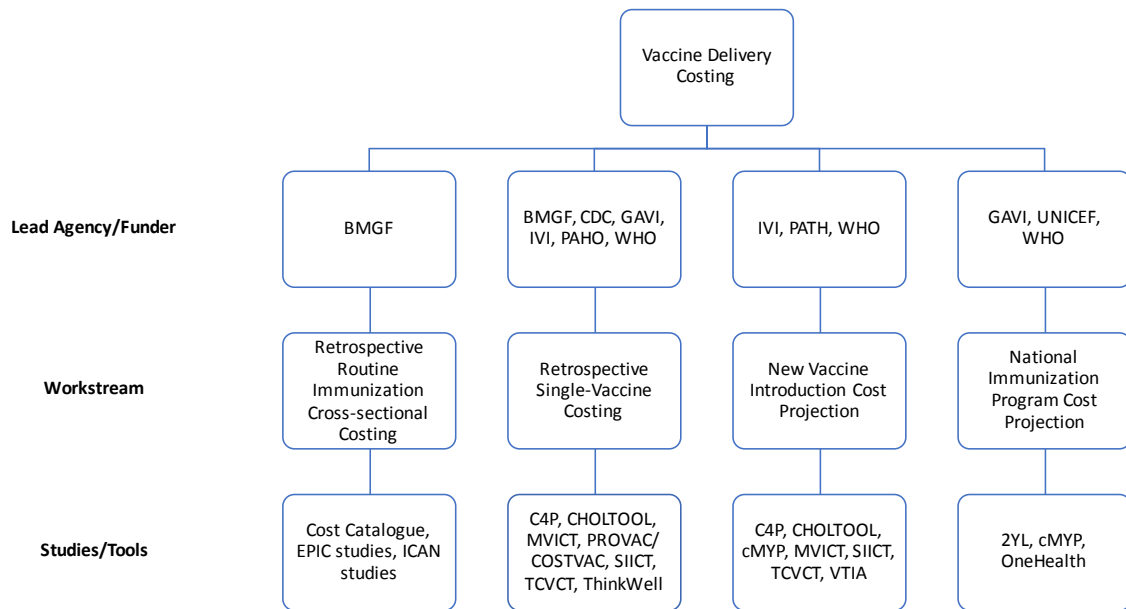 Vaccine Delivery
Costing
Lead Agency/Funder
BMGF
BMGF, CDC, GAVI,
IVI, PAHO, WHO
IVI, PATH, WHO
GAVI, UNICEF,
WHO
Workstream
Retrospective
Routine
Immunization
Cross-sectional
Costing
Retrospective
Single-Vaccine
Costing
New Vaccine
Introduction Cost
Projection
National
Immunization
Program Cost
Projection
Studies/Tools
Cost Catalogue,
EPIC studies, ICAN
studies
C4P, CHOLTOOL,
MVICT, PROVAC/
COSTVAC, SIICT,
TCVCT, ThinkWell
C4P, CHOLTOOL,
cMYP, MVICT, SIICT,
TCVCT, VTIA
2YL, cMYP,
OneHealth